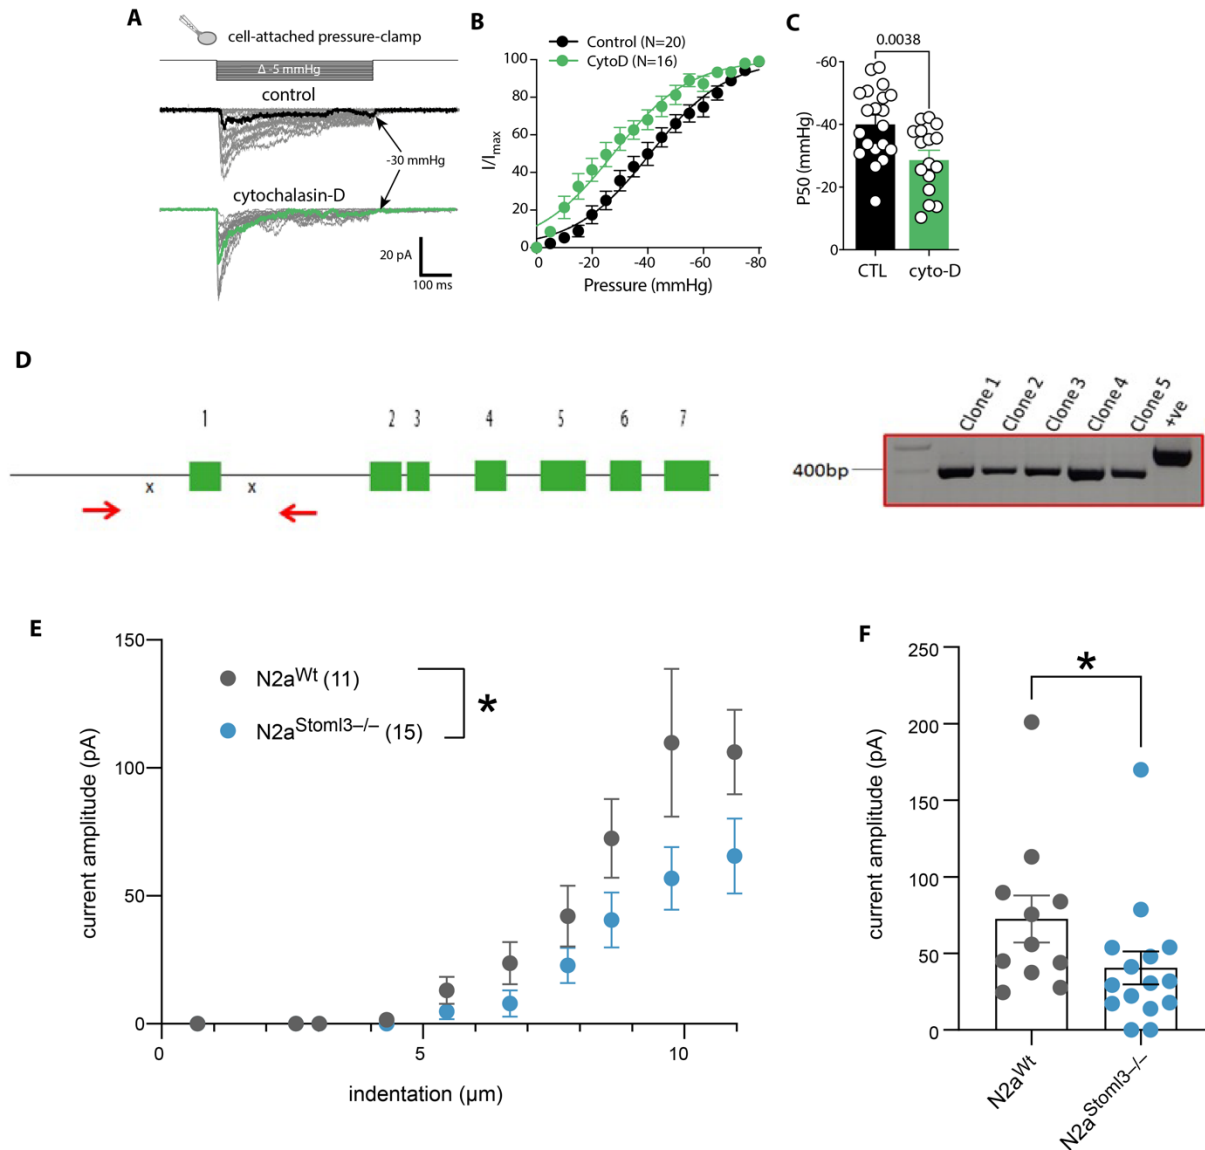 A
cell-attached pressure-clamp
Δ -5 mmHg
control
-30 mmHg
cytochalasin-D
20 pA
100 ms
B
Control (N=20)
CytoD (N=16)
100
80
60
40
20
0
I/Imax
0
-20
-40
-60
-80
Pressure (mmHg)
C
0.0038
-60
-40
-20
0
P50 (mmHg)
CTL
cyto-D
D
1
2
3
4
5
6
7
x
x
Clone 1
Clone 2
Clone 3
Clone 4
Clone 5
+ve
400bp
E
150
100
50
0
current amplitude (pA)
N2aWt (11)
N2aStoml3–/– (15)
*
0
5
10
indentation (µm)
F
250
200
150
100
50
0
current amplitude (pA)
*
N2aWt
N2aStoml3–/–